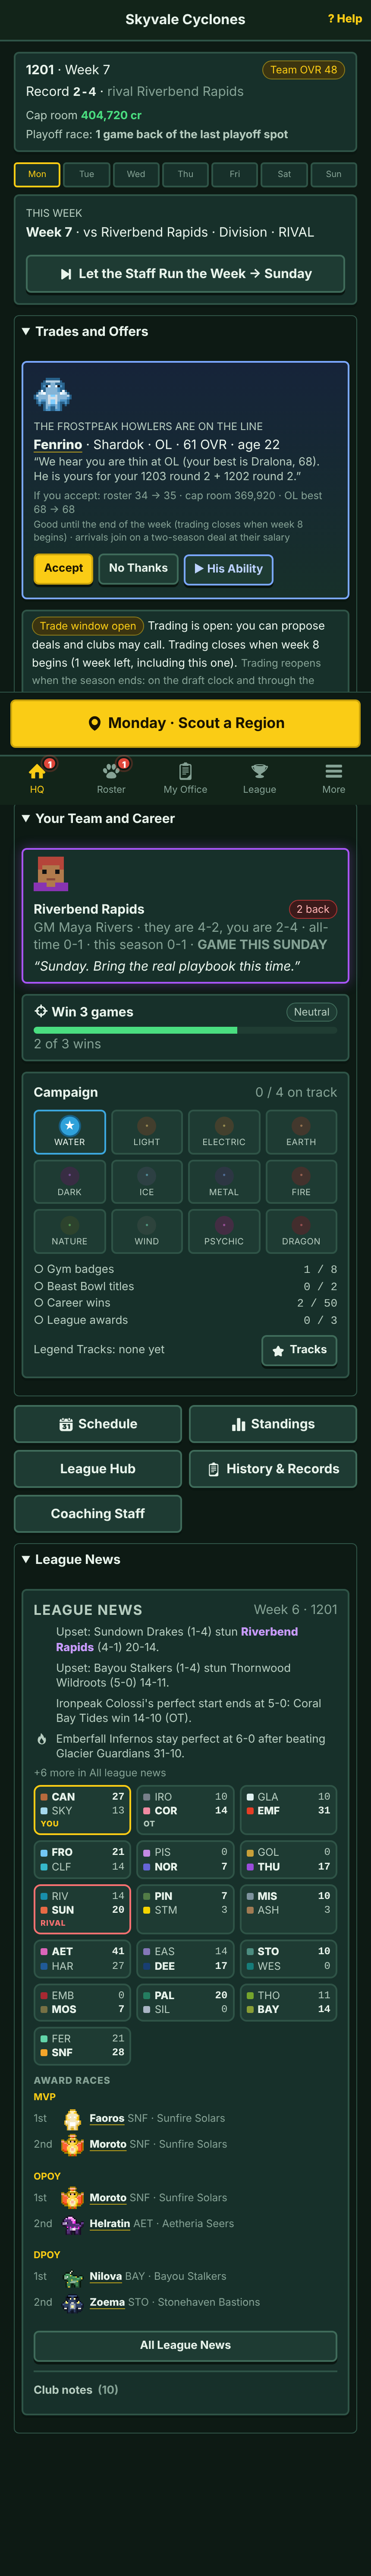 Skyvale Cyclones
? Help
1201 · Week 7
Team OVR 48
Record 2-4 · rival Riverbend Rapids
Cap room 404,720 cr
Playoff race: 1 game back of the last playoff spot
Mon Tue Wed Thu Fri Sat Sun
THIS WEEK
Week 7 · vs Riverbend Rapids · Division · RIVAL
Let the Staff Run the Week → Sunday
▼ Trades and Offers
THE FROSTPEAK HOWLERS ARE ON THE LINE
Fenrino · Shardok · OL · 61 OVR · age 22
“We hear you are thin at OL (your best is Dralona, 68).
He is yours for your 1203 round 2 + 1202 round 2.”
If you accept: roster 34 → 35 · cap room 369,920 · OL best
68 → 68
Good until the end of the week (trading closes when week 8
begins) · arrivals join on a two-season deal at their salary
Accept
No Thanks
▶ His Ability
Trade window open Trading is open: you can propose
deals and clubs may call. Trading closes when week 8
begins (1 week left, including this one). Trading reopens
when the season ends: on the draft clock and through the
Monday · Scout a Region
1
1
HQ Roster My Office League More
▼ Your Team and Career
Riverbend Rapids
2 back
GM Maya Rivers · they are 4-2, you are 2-4 · all-
time 0-1 · this season 0-1 · GAME THIS SUNDAY
“Sunday. Bring the real playbook this time.”
Win 3 games
Neutral
2 of 3 wins
Campaign
0 / 4 on track
WATER LIGHT ELECTRIC EARTH
DARK ICE METAL FIRE
NATURE WIND PSYCHIC DRAGON
Gym badges 1 / 8
Beast Bowl titles 0 / 2
Career wins 2 / 50
League awards 0 / 3
Legend Tracks: none yet
Tracks
31 Schedule
Standings
League Hub
History & Records
Coaching Staff
▼ League News
LEAGUE NEWS
Week 6 · 1201
Upset: Sundown Drakes (1-4) stun Riverbend
Rapids (4-1) 20-14.
Upset: Bayou Stalkers (1-4) stun Thornwood
Wildroots (5-0) 14-11.
Ironpeak Colossi's perfect start ends at 5-0: Coral
Bay Tides win 14-10 (OT).
Emberfall Infernos stay perfect at 6-0 after beating
Glacier Guardians 31-10.
+6 more in All league news
CAN 27 IRO 10 GLA 10
SKY 13 COR 14 EMF 31
YOU OT
FRO 21 PIS 0 GOL 0
CLF 14 NOR 7 THU 17
RIV 14 PIN 7 MIS 10
SUN 20 STM 3 ASH 3
RIVAL
AET 41 EAS 14 STO 10
HAR 27 DEE 17 WES 0
EMB 0 PAL 20 THO 11
MOS 7 SIL 0 BAY 14
FER 21
SNF 28
AWARD RACES
MVP
1st Faoros SNF · Sunfire Solars
2nd Moroto SNF · Sunfire Solars
OPOY
1st Moroto SNF · Sunfire Solars
2nd Helratin AET · Aetheria Seers
DPOY
1st Nilova BAY · Bayou Stalkers
2nd Zoema STO · Stonehaven Bastions
All League News
Club notes (10)